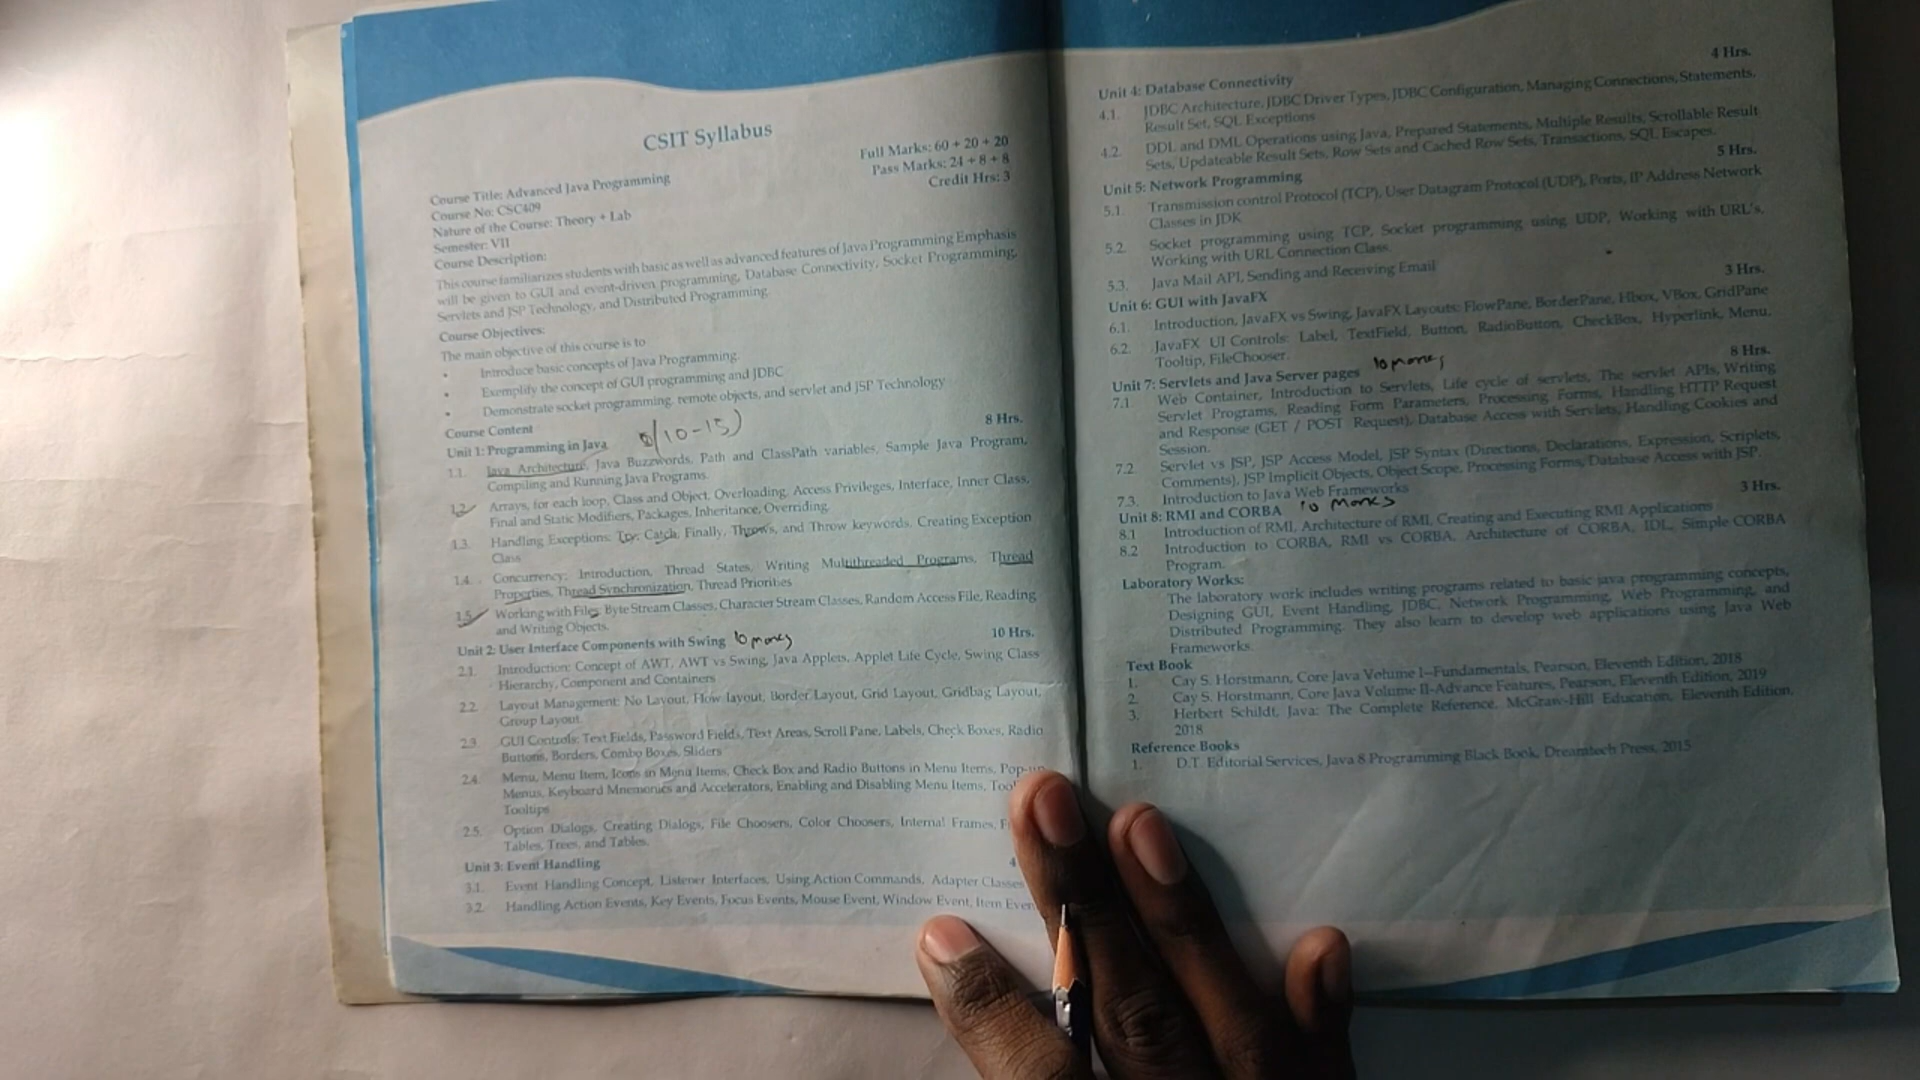 CSIT Syllabus
Full Marks: 60 + 20 + 20
Pass Marks: 24 + 8 + 8
Credit Hrs: 3
Course Title: Advanced Java Programming
Course No: CSC409
Nature of the Course: Theory + Lab
Semester: VII
Course Description:
This course familiarizes students with basic as well as advanced features of Java Programming Emphasis
will be given to GUI and event-driven programming, Database Connectivity, Socket Programming,
Servlets and JSP Technology, and Distributed Programming.
Course Objectives:
The main objective of this course is to
• Introduce basic concepts of Java Programming.
• Exemplify the concept of GUI programming and JDBC
• Demonstrate socket programming, remote objects, and servlet and JSP Technology
Course Content
Unit 1: Programming in Java (10-15) 8 Hrs.
1.1. Java Architecture, Java Buzzwords, Path and ClassPath variables, Sample Java Program,
Compiling and Running Java Programs.
1.2. Arrays, for each loop, Class and Object, Overloading, Access Privileges, Interface, Inner Class,
Final and Static Modifiers, Packages, Inheritance, Overriding.
1.3. Handling Exceptions: Try, Catch, Finally, Throws, and Throw keywords, Creating Exception
Class
1.4. Concurrency: Introduction, Thread States, Writing Multithreaded Programs, Thread
Properties, Thread Synchronization, Thread Priorities
1.5. Working with Files: Byte Stream Classes, Character Stream Classes, Random Access File, Reading
and Writing Objects.
Unit 2: User Interface Components with Swing 10 marks 10 Hrs.
2.1. Introduction: Concept of AWT, AWT vs Swing, Java Applets, Applet Life Cycle, Swing Class
Hierarchy, Component and Containers
2.2. Layout Management: No Layout, Flow layout, Border Layout, Grid Layout, Gridbag Layout,
Group Layout
2.3. GUI Controls: Text Fields, Password Fields, Text Areas, Scroll Pane, Labels, Check Boxes, Radio
Buttons, Borders, Combo Boxes, Sliders
2.4. Menu, Menu Item, Icons in Menu Items, Check Box and Radio Buttons in Menu Items, Pop-up
Menus, Keyboard Mnemonics and Accelerators, Enabling and Disabling Menu Items,
Tooltips
2.5. Option Dialogs, Creating Dialogs, File Choosers, Color Choosers, Internal Frames,
Tables, Trees, and Tables.
Unit 3: Event Handling 4
3.1. Event Handling Concept, Listener Interfaces, Using Action Commands, Adapter Classes
3.2. Handling Action Events, Key Events, Focus Events, Mouse Event, Window Event, Item
Unit 4: Database Connectivity 4 Hrs.
4.1. JDBC Architecture, JDBC Driver Types, JDBC Configuration, Managing Connections, Statements,
Result Set, SQL Exceptions
4.2. DDL and DML Operations using Java, Prepared Statements, Multiple Results, Scrollable Result
Sets, Updateable Result Sets, Row Sets and Cached Row Sets, Transactions, SQL Escapes.
Unit 5: Network Programming 5 Hrs.
5.1. Transmission control Protocol (TCP), User Datagram Protocol (UDP), Ports, IP Address Network
Classes in JDK
5.2. Socket programming using TCP, Socket programming using UDP, Working with URL's,
Working with URL Connection Class.
5.3. Java Mail API, Sending and Receiving Email
Unit 6: GUI with JavaFX 3 Hrs.
6.1. Introduction, JavaFX vs Swing, JavaFX Layouts: FlowPane, BorderPane, Hbox, VBox, GridPane
6.2. JavaFX UI Controls: Label, TextField, Button, RadioButton, CheckBox, Hyperlink, Menu,
Tooltip, FileChooser.
Unit 7: Servlets and Java Server pages 10 marks 8 Hrs.
7.1 Web Container, Introduction to Servlets, Life cycle of servlets, The servlet APIs, Writing
Servlet Programs, Reading Form Parameters, Processing Forms, Handling HTTP Request
and Response (GET / POST Request), Database Access with Servlets, Handling Cookies and
Session.
7.2 Servlet vs JSP, JSP Access Model, JSP Syntax (Directions, Declarations, Expression, Scriplets,
Comments), JSP Implicit Objects, Object Scope, Processing Forms, Database Access with JSP.
7.3. Introduction to Java Web Frameworks
Unit 8: RMI and CORBA 10 Marks 3 Hrs.
8.1 Introduction of RMI, Architecture of RMI, Creating and Executing RMI Applications
8.2 Introduction to CORBA, RMI vs CORBA, Architecture of CORBA, IDL, Simple CORBA
Program.
Laboratory Works:
The laboratory work includes writing programs related to basic java programming concepts,
Designing GUI, Event Handling, JDBC, Network Programming, Web Programming, and
Distributed Programming. They also learn to develop web applications using Java Web
Frameworks.
Text Book
1. Cay S. Horstmann, Core Java Volume I–Fundamentals, Pearson, Eleventh Edition, 2018
2. Cay S. Horstmann, Core Java Volume II-Advance Features, Pearson, Eleventh Edition, 2019
3. Herbert Schildt, Java: The Complete Reference, McGraw-Hill Education, Eleventh Edition,
2018
Reference Books
1. D.T. Editorial Services, Java 8 Programming Black Book, Dreamtech Press, 2015